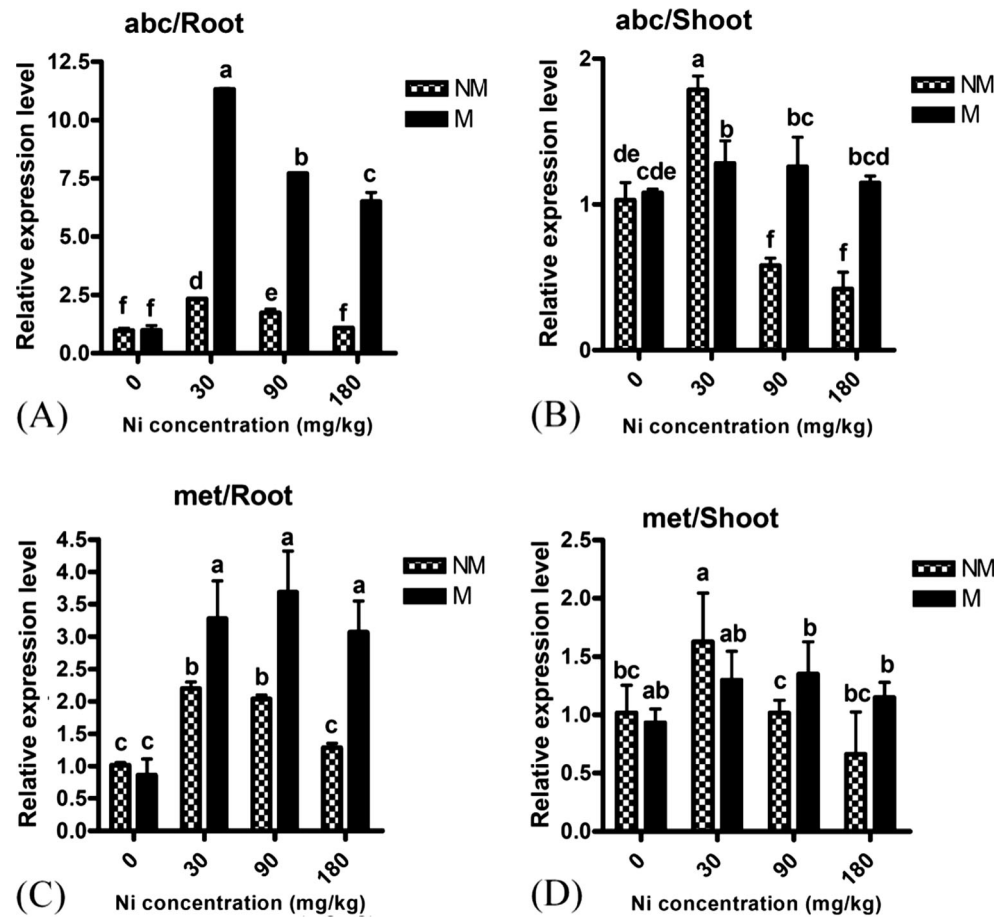 abc/Root
Relative expression level
12.5
10.0
7.5
5.0
2.5
0.0
f f d a e b f c
0 30 90 180
Ni concentration (mg/kg)
NM
M
(A)
abc/Shoot
Relative expression level
2
1
0
de cde a b f bc f bcd
0 30 90 180
Ni concentration (mg/kg)
NM
M
(B)
met/Root
Relative expression level
4.5
4.0
3.5
3.0
2.5
2.0
1.5
1.0
0.5
0.0
c c b a b a c a
0 30 90 180
Ni concentration (mg/kg)
NM
M
(C)
met/Shoot
Relative expression level
2.5
2.0
1.5
1.0
0.5
0.0
bc ab a ab c b bc b
0 30 90 180
Ni concentration (mg/kg)
NM
M
(D)